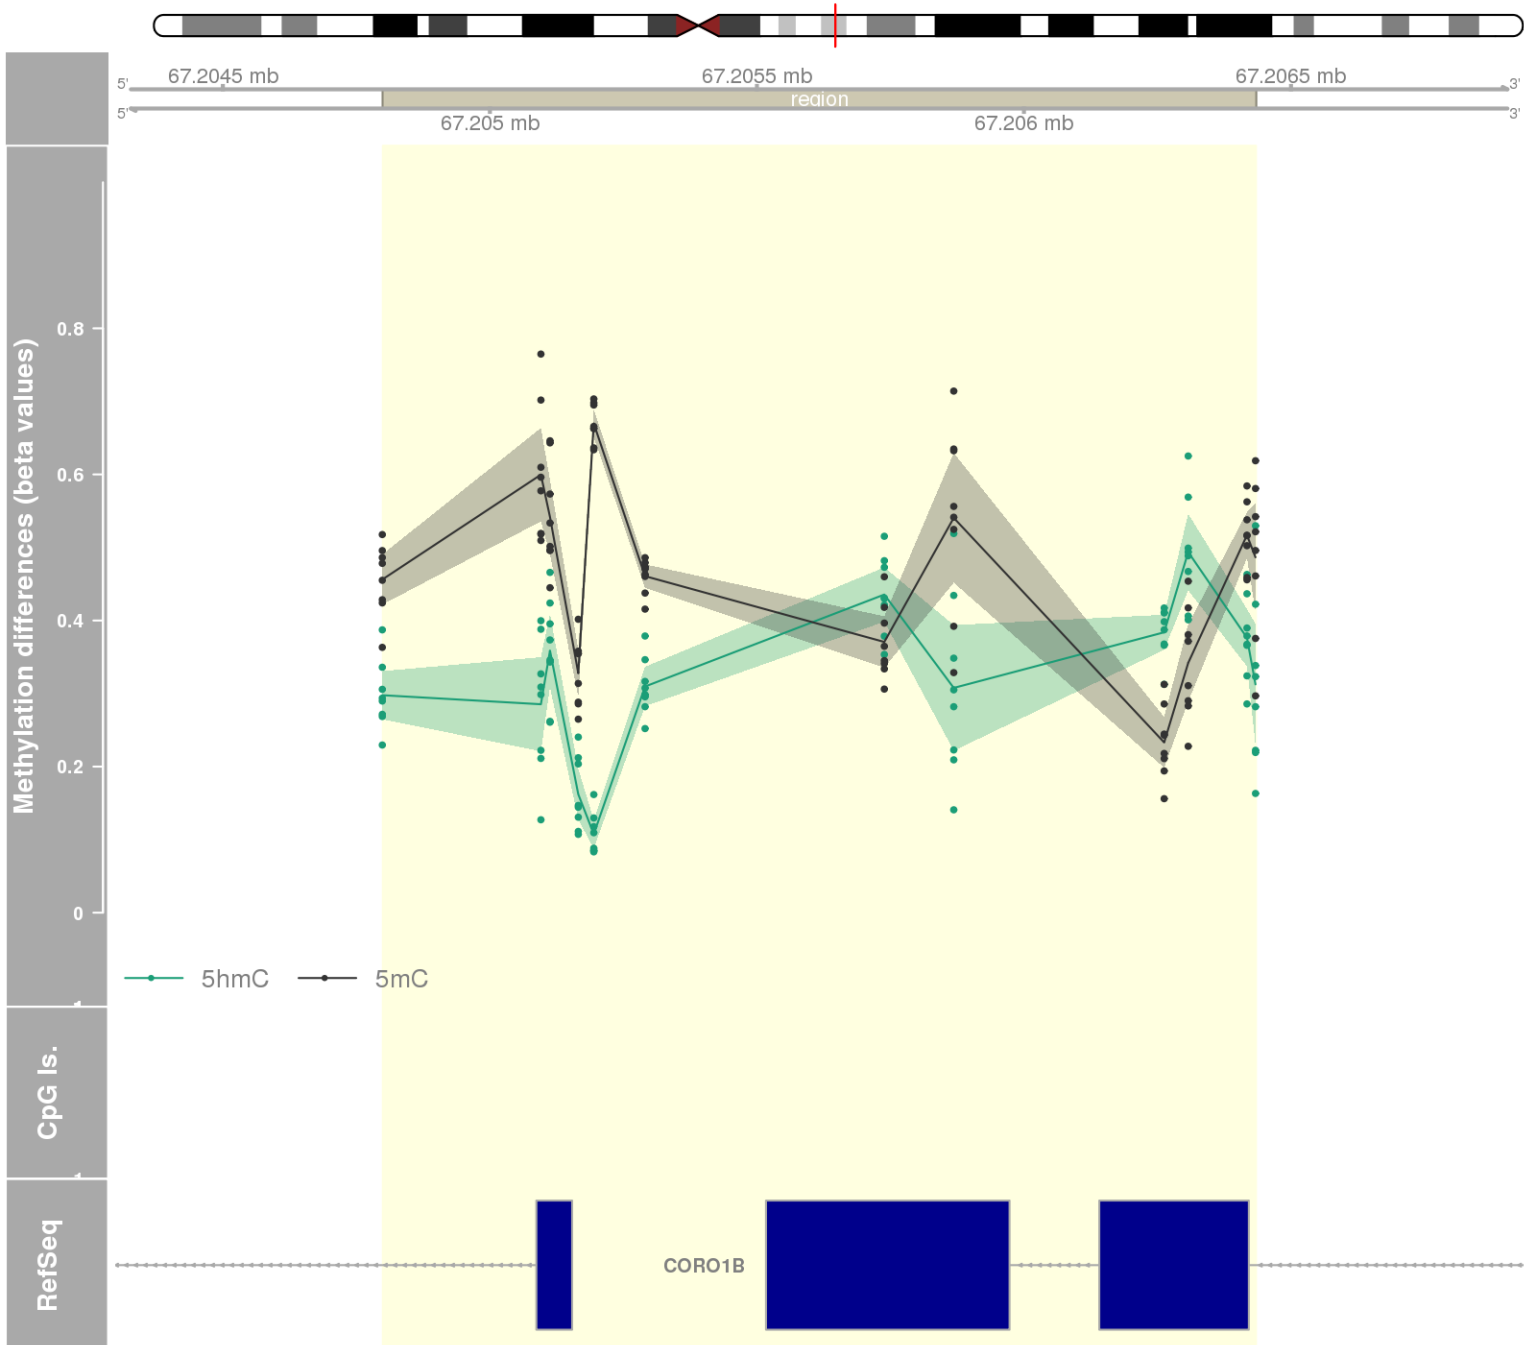 67.2045 mb
67.2055 mb
67.2065 mb
5'
3'
region
5'
3'
67.205 mb
67.206 mb
Methylation differences (beta values)
0.8
0.6
0.4
0.2
0
5hmC
5mC
CpG Is.
RefSeq
CORO1B